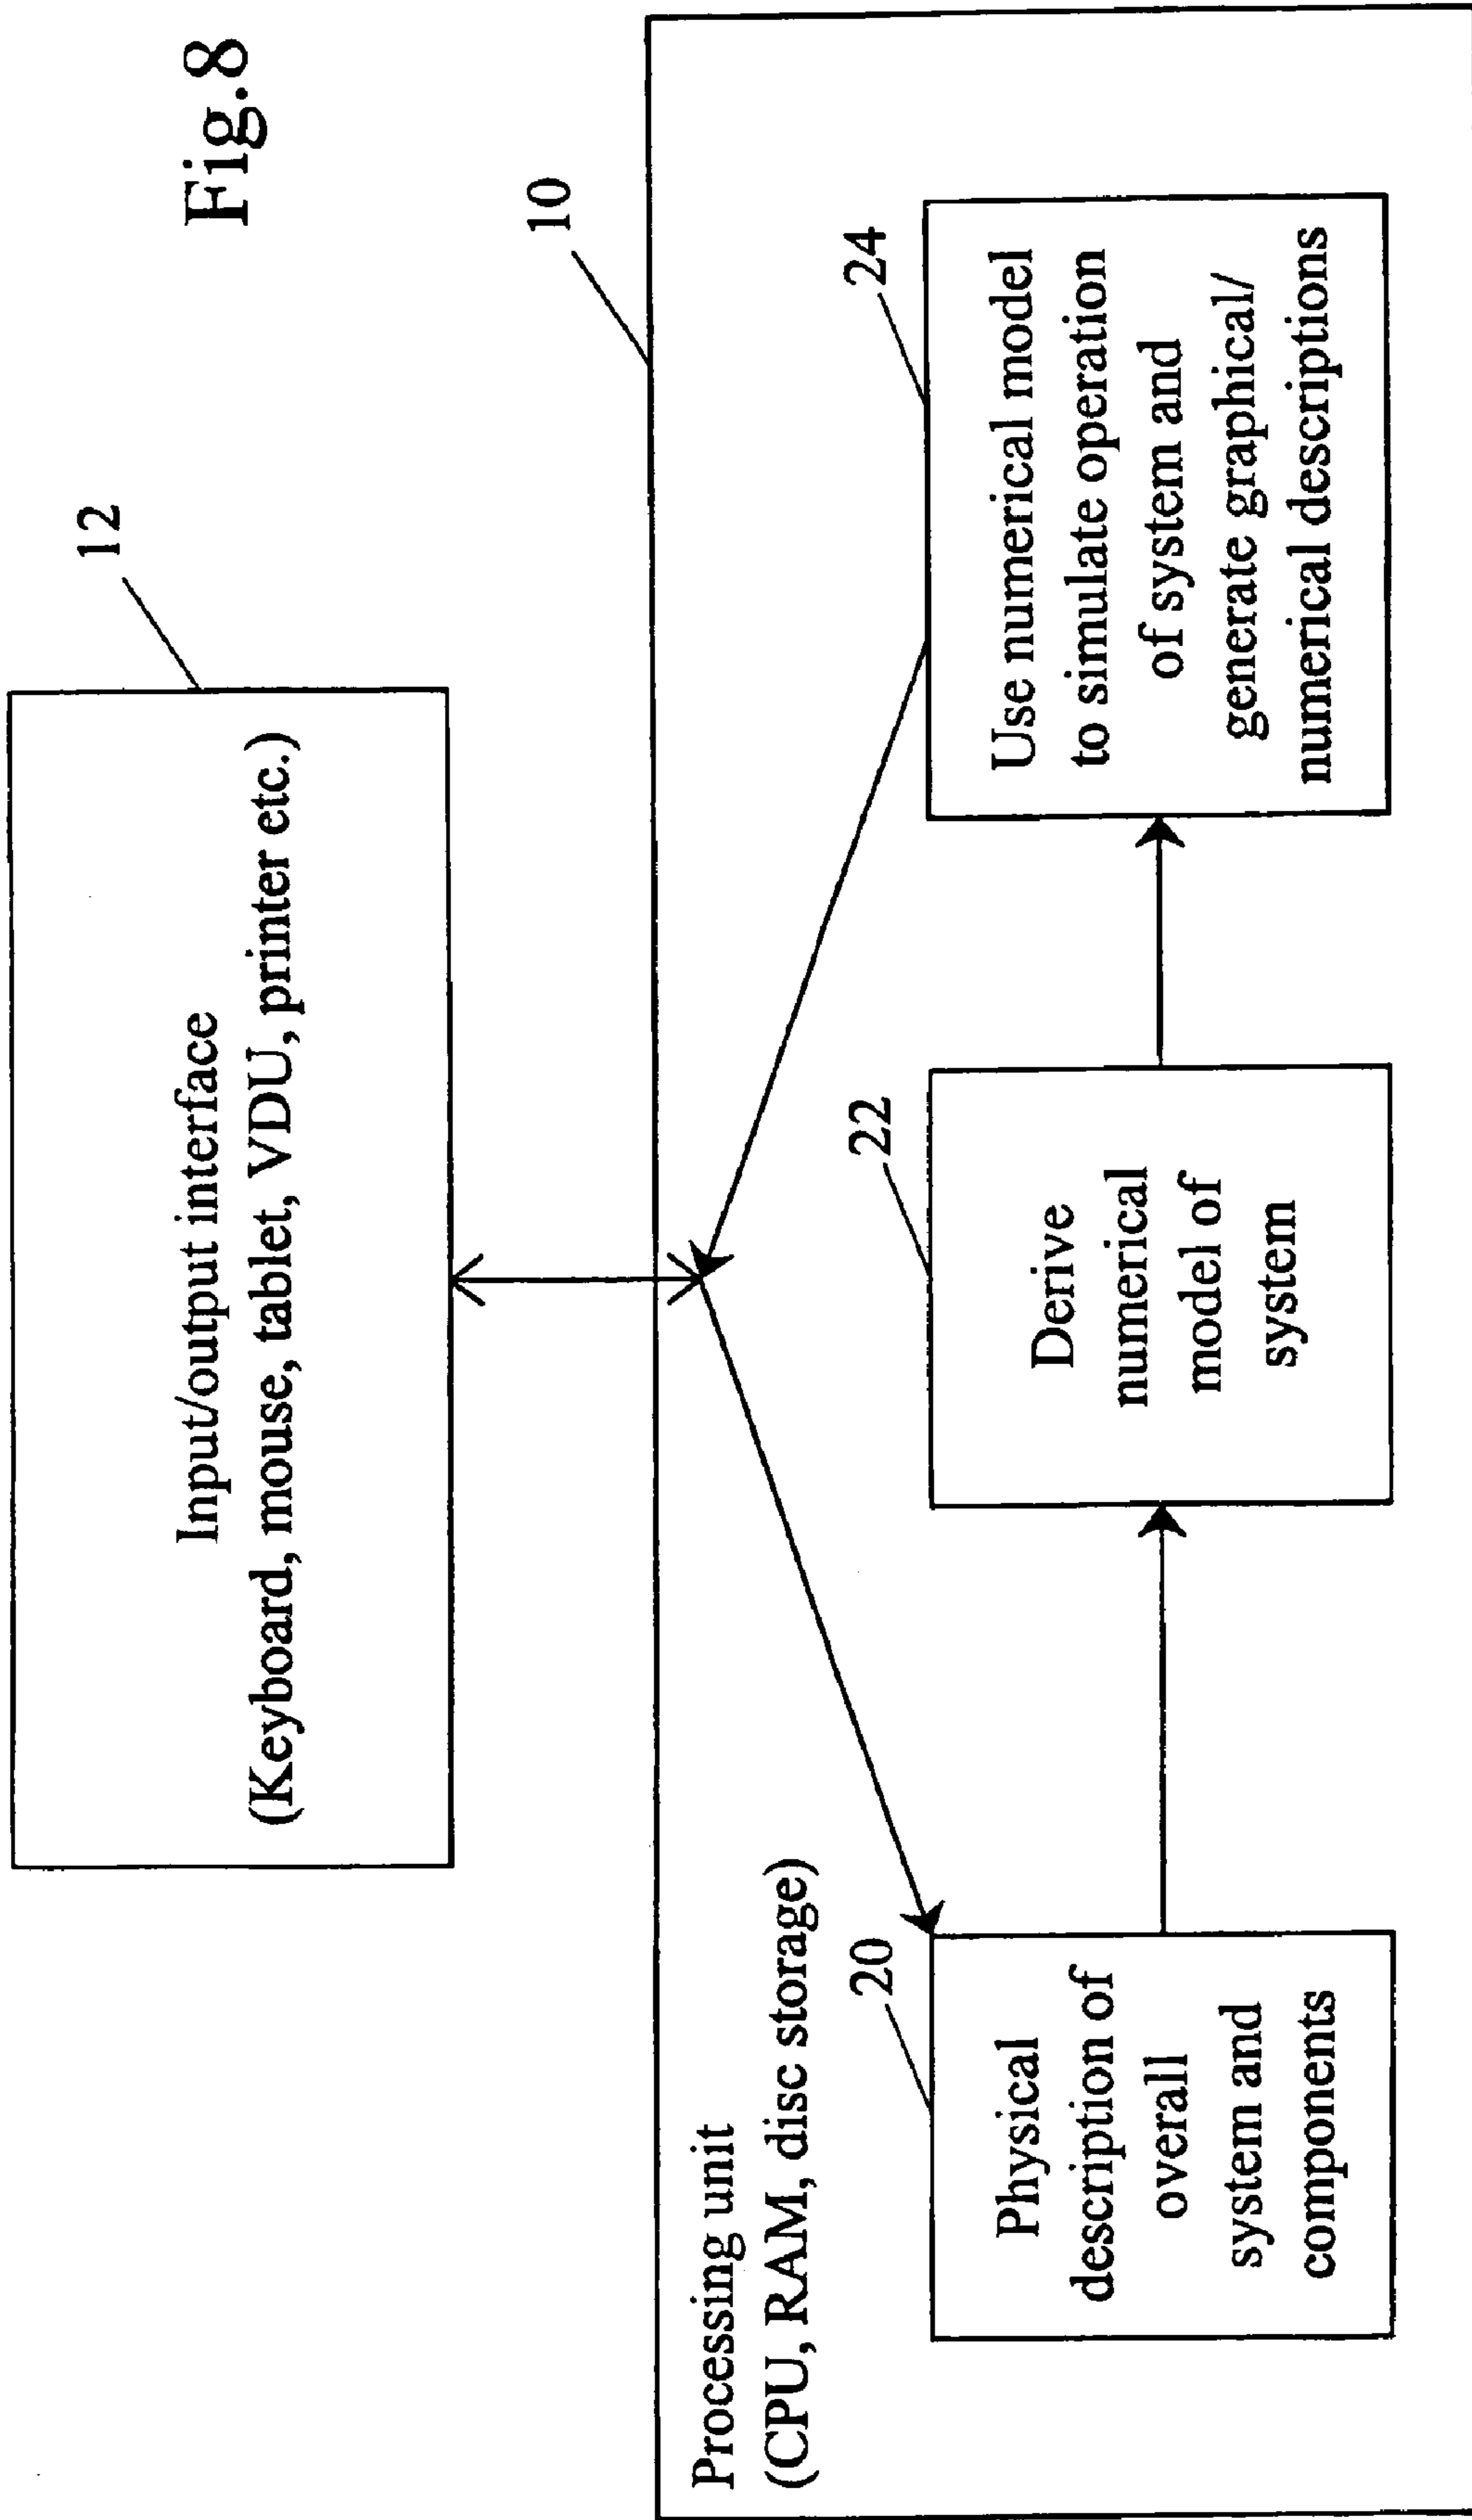 Fig.8
12
Input/output interface
(Keyboard, mouse, tablet, VDU, printer etc.)
10
Processing unit
(CPU, RAM, disc storage)
20
Physical
description of
overall
system and
components
22
Derive
numerical
model of
system
24
Use numerical model
to simulate operation
of system and
generate graphical/
numerical descriptions